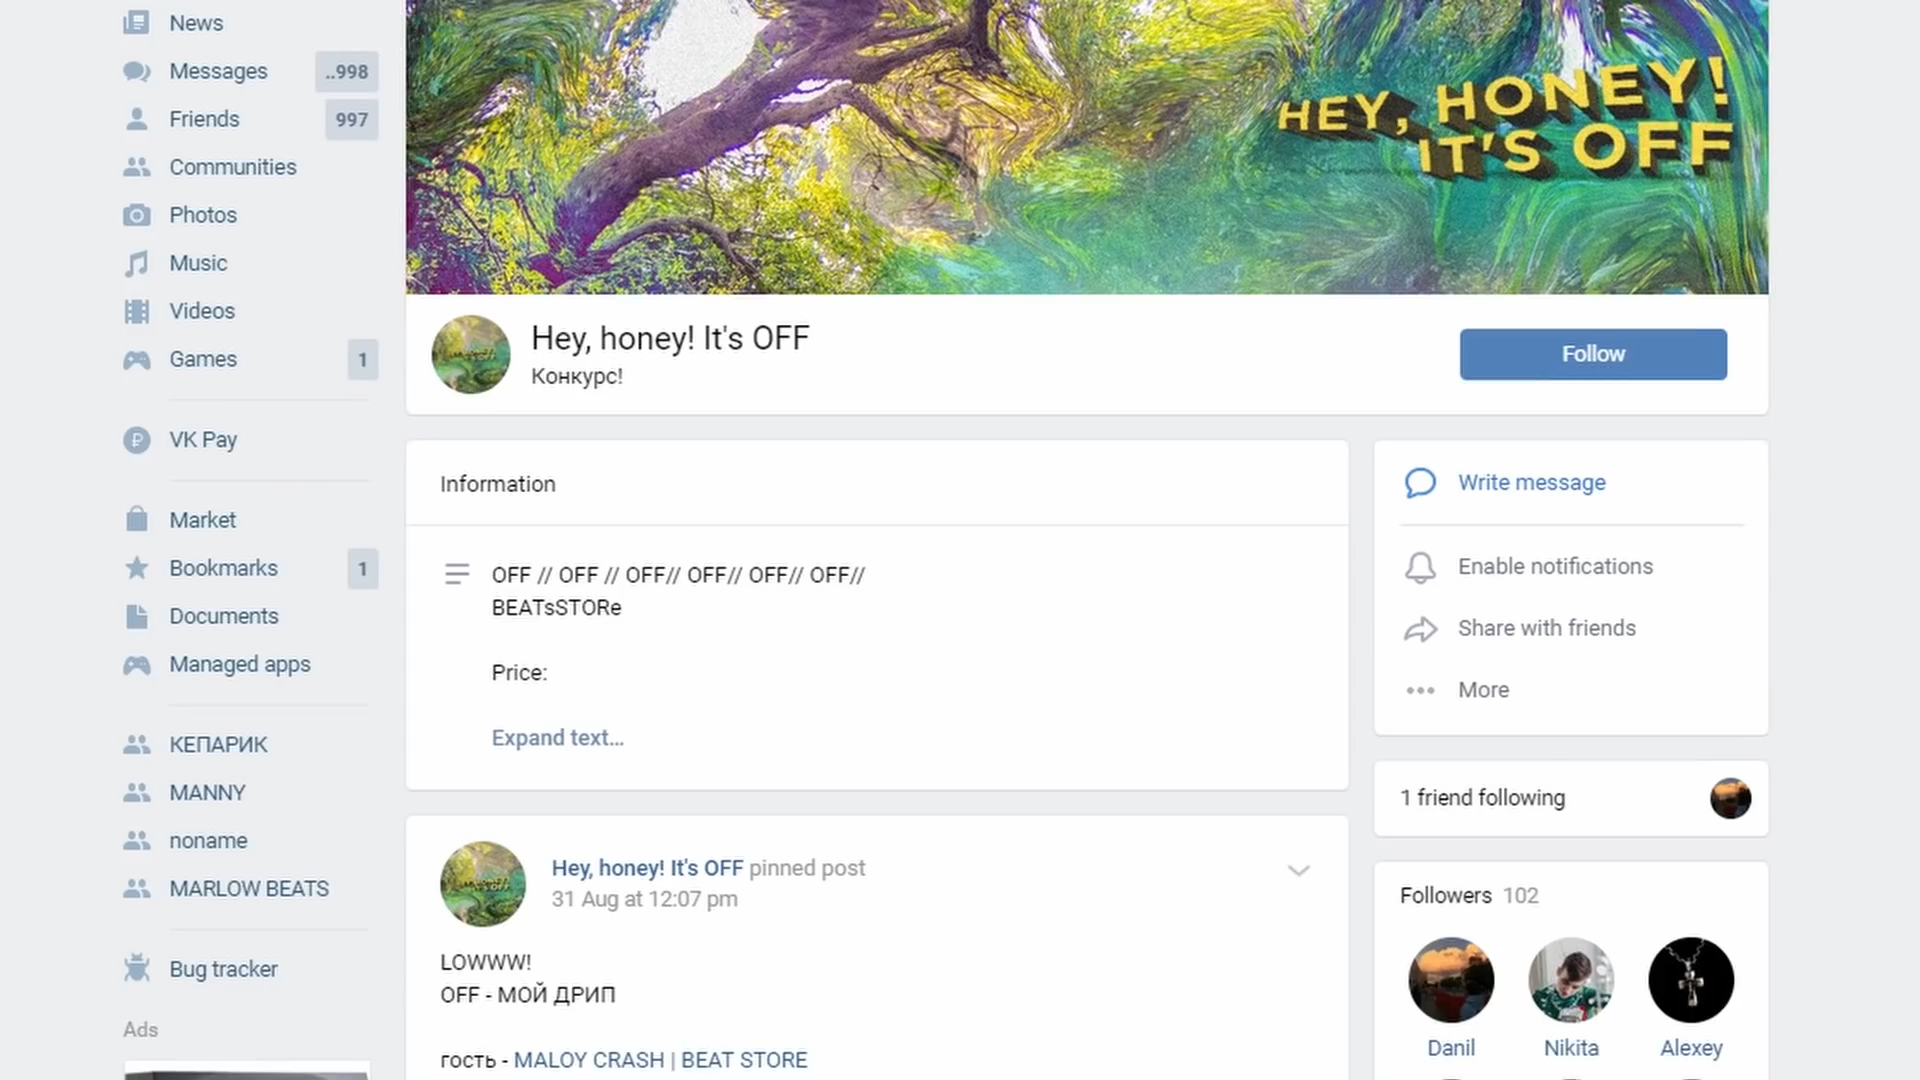 News
Messages ..998
Friends 997
Communities
Photos
Music
Videos
Games 1
VK Pay
Market
Bookmarks 1
Documents
Managed apps
КЕПАРИК
MANNY
noname
MARLOW BEATS
Bug tracker
Ads
HEY, HONEY!
IT'S OFF
Hey, honey! It's OFF
Конкурс!
Follow
Information
OFF // OFF // OFF// OFF// OFF// OFF//
BEATsSTORe
Price:
Expand text...
Hey, honey! It's OFF pinned post
31 Aug at 12:07 pm
LOWWW!
OFF - МОЙ ДРИП
гость - MALOY CRASH | BEAT STORE
Write message
Enable notifications
Share with friends
More
1 friend following
Followers 102
Danil Nikita Alexey